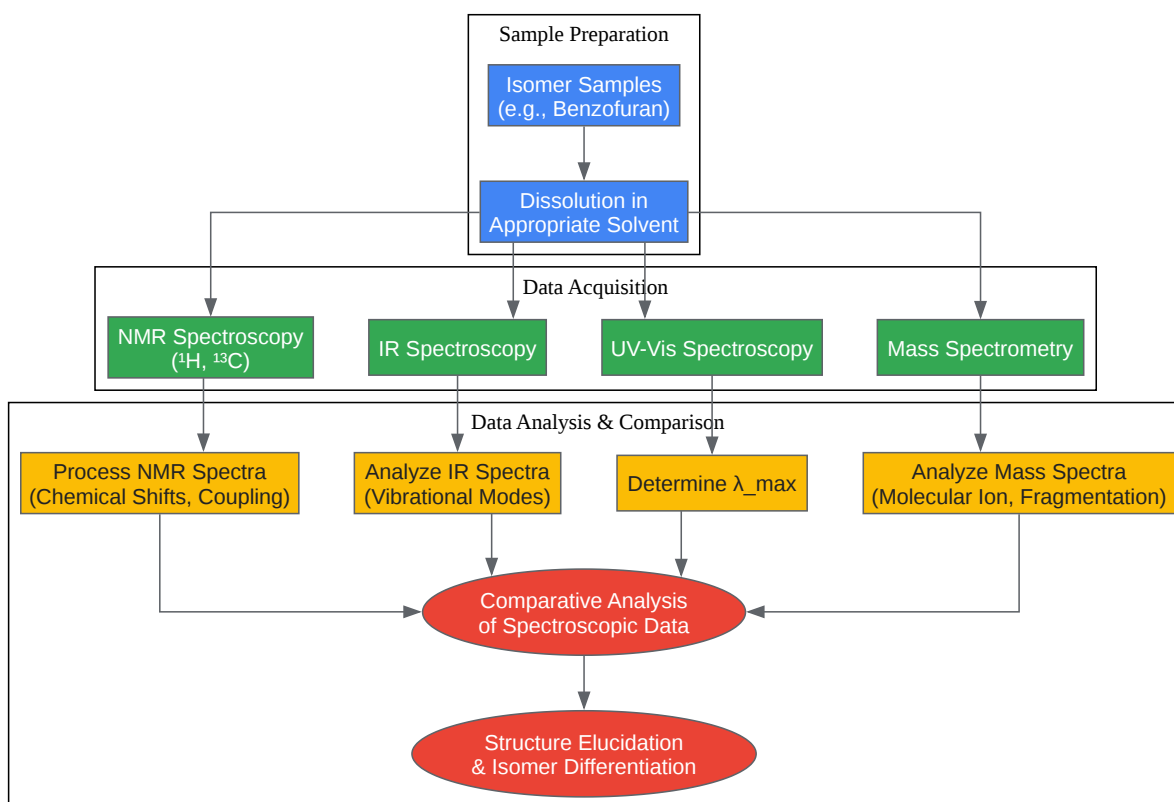 Sample Preparation
Isomer Samples
(e.g., Benzofuran)
Dissolution in
Appropriate Solvent
Data Acquisition
NMR Spectroscopy
(¹H, ¹³C)
IR Spectroscopy
UV-Vis Spectroscopy
Mass Spectrometry
Data Analysis & Comparison
Process NMR Spectra
(Chemical Shifts, Coupling)
Analyze IR Spectra
(Vibrational Modes)
Determine λ_max
Analyze Mass Spectra
(Molecular Ion, Fragmentation)
Comparative Analysis
of Spectroscopic Data
Structure Elucidation
& Isomer Differentiation